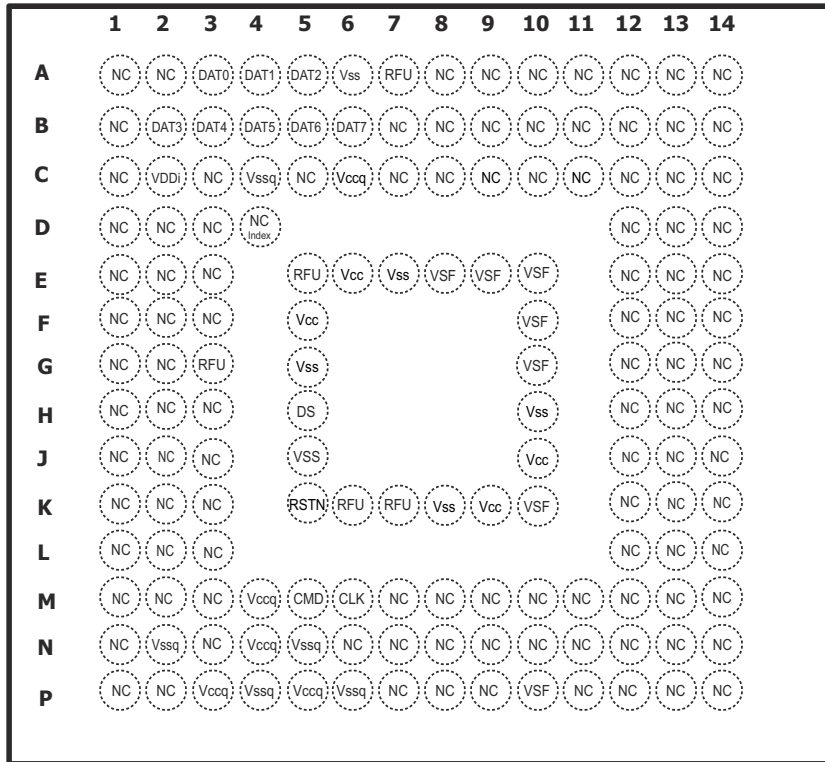 1 2 3 4 5 6 7 8 9 10 11 12 13 14
A NC NC DAT0 DAT1 DAT2 Vss RFU NC NC NC NC NC NC NC
B NC DAT3 DAT4 DAT5 DAT6 DAT7 NC NC NC NC NC NC NC NC
C NC VDDi NC Vssq NC Vccq NC NC NC NC NC NC NC NC
D NC NC NC NC NC NC NC
Index
E NC NC NC RFU Vcc Vss VSF VSF VSF NC NC NC
F NC NC NC Vcc VSF NC NC NC
G NC NC RFU Vss VSF NC NC NC
H NC NC NC DS Vss NC NC NC
J NC NC NC VSS Vcc NC NC NC
K NC NC NC RSTN RFU RFU Vss Vcc VSF NC NC NC
L NC NC NC NC NC NC
M NC NC NC Vccq CMD CLK NC NC NC NC NC NC NC NC
N NC Vssq NC Vccq Vssq NC NC NC NC NC NC NC NC NC
P NC NC Vccq Vssq Vccq Vssq NC NC NC VSF NC NC NC NC